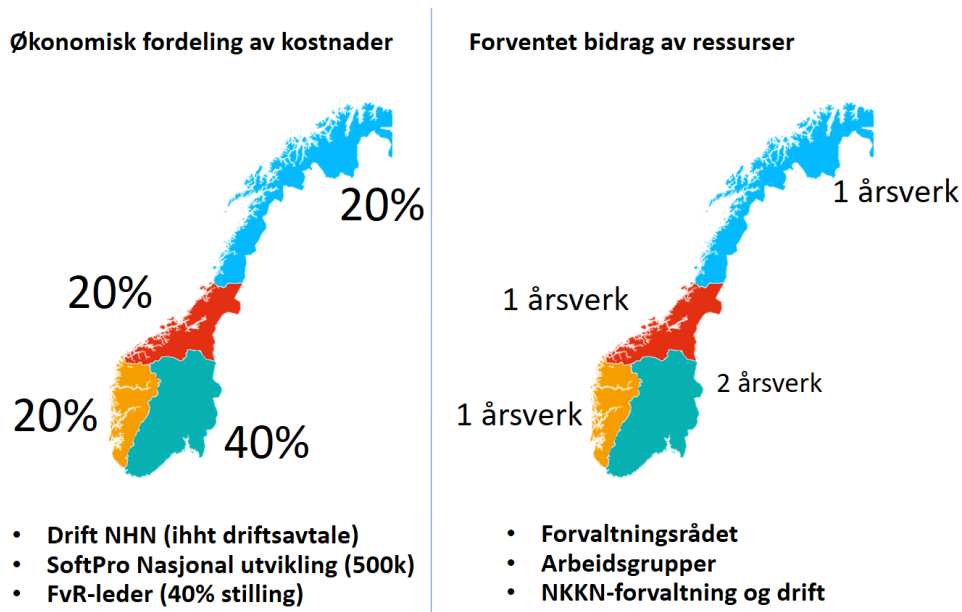 Økonomisk fordeling av kostnader
20%
20%
20%
40%
• Drift NHN (ihht driftsavtale)
• SoftPro Nasjonal utvikling (500k)
• FvR-leder (40% stilling)
Forventet bidrag av ressurser
1 årsverk
1 årsverk
2 årsverk
1 årsverk
• Forvaltningsrådet
• Arbeidsgrupper
• NKKN-forvaltning og drift